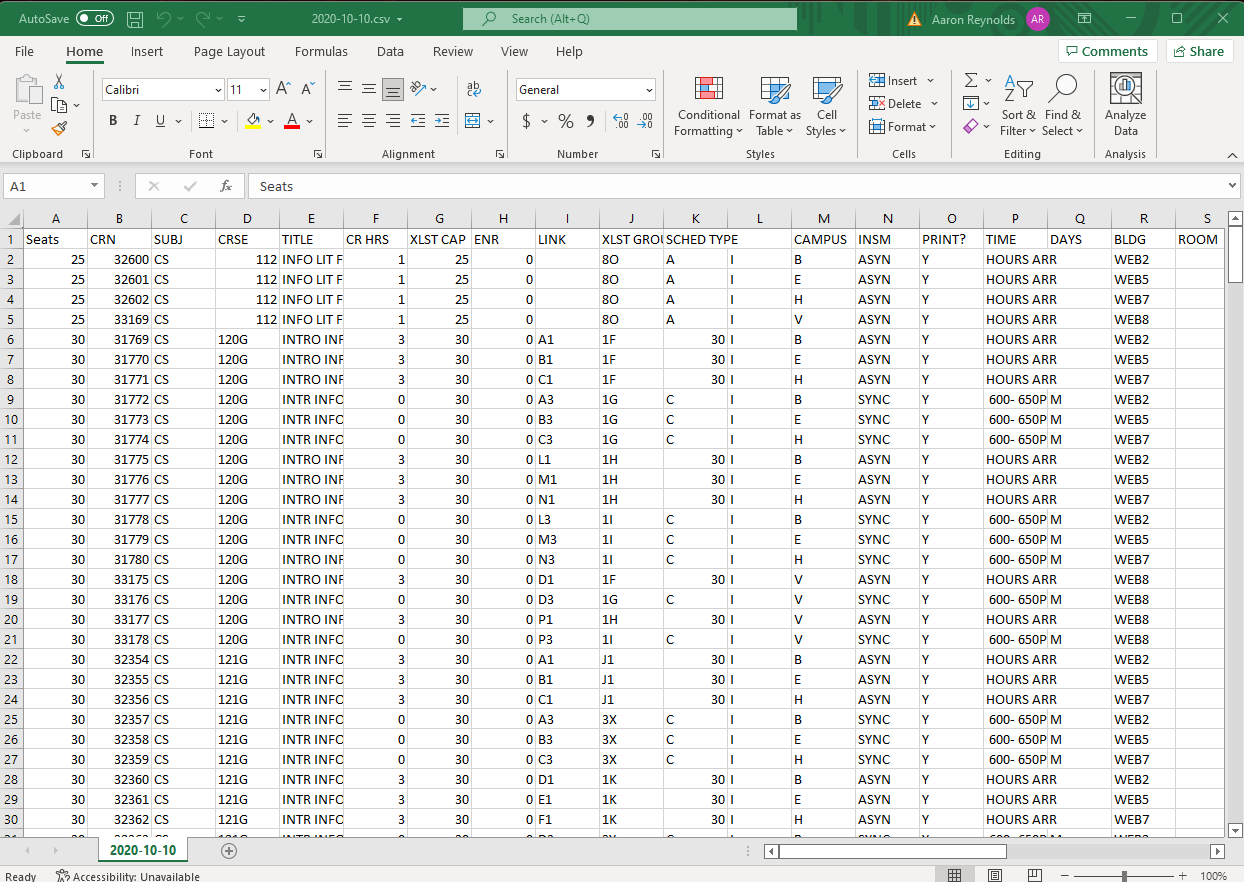 AutoSave Off 2020-10-10.csv Search (Alt+Q) Aaron Reynolds AR
File Home Insert Page Layout Formulas Data Review View Help Comments Share
Calibri 11 A A ab General Insert Σ A
Paste B I U A $ % , Conditional Format as Cell Delete Z Sort & Find & Analyze
Formatting Table Styles Format Filter Select Data
Clipboard Font Alignment Number Styles Cells Editing Analysis
A1 fx Seats
A B C D E F G H I J K L M N O P Q R S
1 Seats CRN SUBJ CRSE TITLE CR HRS XLST CAP ENR LINK XLST GROU SCHED TYPE CAMPUS INSM PRINT? TIME DAYS BLDG ROOM
2 25 32600 CS 112 INFO LIT F 1 25 0 8O A I B ASYN Y HOURS ARR WEB2
3 25 32601 CS 112 INFO LIT F 1 25 0 8O A I E ASYN Y HOURS ARR WEB5
4 25 32602 CS 112 INFO LIT F 1 25 0 8O A I H ASYN Y HOURS ARR WEB7
5 25 33169 CS 112 INFO LIT F 1 25 0 8O A I V ASYN Y HOURS ARR WEB8
6 30 31769 CS 120G INTRO INF 3 30 0 A1 1F 30 I B ASYN Y HOURS ARR WEB2
7 30 31770 CS 120G INTRO INF 3 30 0 B1 1F 30 I E ASYN Y HOURS ARR WEB5
8 30 31771 CS 120G INTRO INF 3 30 0 C1 1F 30 I H ASYN Y HOURS ARR WEB7
9 30 31772 CS 120G INTR INFO 0 30 0 A3 1G C I B SYNC Y 600- 650P M WEB2
10 30 31773 CS 120G INTR INFO 0 30 0 B3 1G C I E SYNC Y 600- 650P M WEB5
11 30 31774 CS 120G INTR INFO 0 30 0 C3 1G C I H SYNC Y 600- 650P M WEB7
12 30 31775 CS 120G INTRO INF 3 30 0 L1 1H 30 I B ASYN Y HOURS ARR WEB2
13 30 31776 CS 120G INTRO INF 3 30 0 M1 1H 30 I E ASYN Y HOURS ARR WEB5
14 30 31777 CS 120G INTRO INF 3 30 0 N1 1H 30 I H ASYN Y HOURS ARR WEB7
15 30 31778 CS 120G INTR INFO 0 30 0 L3 1I C I B SYNC Y 600- 650P M WEB2
16 30 31779 CS 120G INTR INFO 0 30 0 M3 1I C I E SYNC Y 600- 650P M WEB5
17 30 31780 CS 120G INTRO INF 0 30 0 N3 1I C I H SYNC Y 600- 650P M WEB7
18 30 33175 CS 120G INTRO INF 3 30 0 D1 1F 30 I V ASYN Y HOURS ARR WEB8
19 30 33176 CS 120G INTR INFO 0 30 0 D3 1G C I V SYNC Y 600- 650P M WEB8
20 30 33177 CS 120G INTRO INF 3 30 0 P1 1H 30 I V ASYN Y HOURS ARR WEB8
21 30 33178 CS 120G INTR INFO 0 30 0 P3 1I C I V SYNC Y 600- 650P M WEB8
22 30 32354 CS 121G INTR INFO 3 30 0 A1 J1 30 I B ASYN Y HOURS ARR WEB2
23 30 32355 CS 121G INTR INFO 3 30 0 B1 J1 30 I E ASYN Y HOURS ARR WEB5
24 30 32356 CS 121G INTR INFO 3 30 0 C1 J1 30 I H ASYN Y HOURS ARR WEB7
25 30 32357 CS 121G INTR INFO 0 30 0 A3 3X C I B SYNC Y 600- 650P M WEB2
26 30 32358 CS 121G INTR INFO 0 30 0 B3 3X C I E SYNC Y 600- 650P M WEB5
27 30 32359 CS 121G INTR INFO 0 30 0 C3 3X C I H SYNC Y 600- 650P M WEB7
28 30 32360 CS 121G INTR INFO 3 30 0 D1 1K 30 I B ASYN Y HOURS ARR WEB2
29 30 32361 CS 121G INTR INFO 3 30 0 E1 1K 30 I E ASYN Y HOURS ARR WEB5
30 30 32362 CS 121G INTR INFO 3 30 0 F1 1K 30 I H ASYN Y HOURS ARR WEB7
2020-10-10
Ready Accessibility: Unavailable 100%